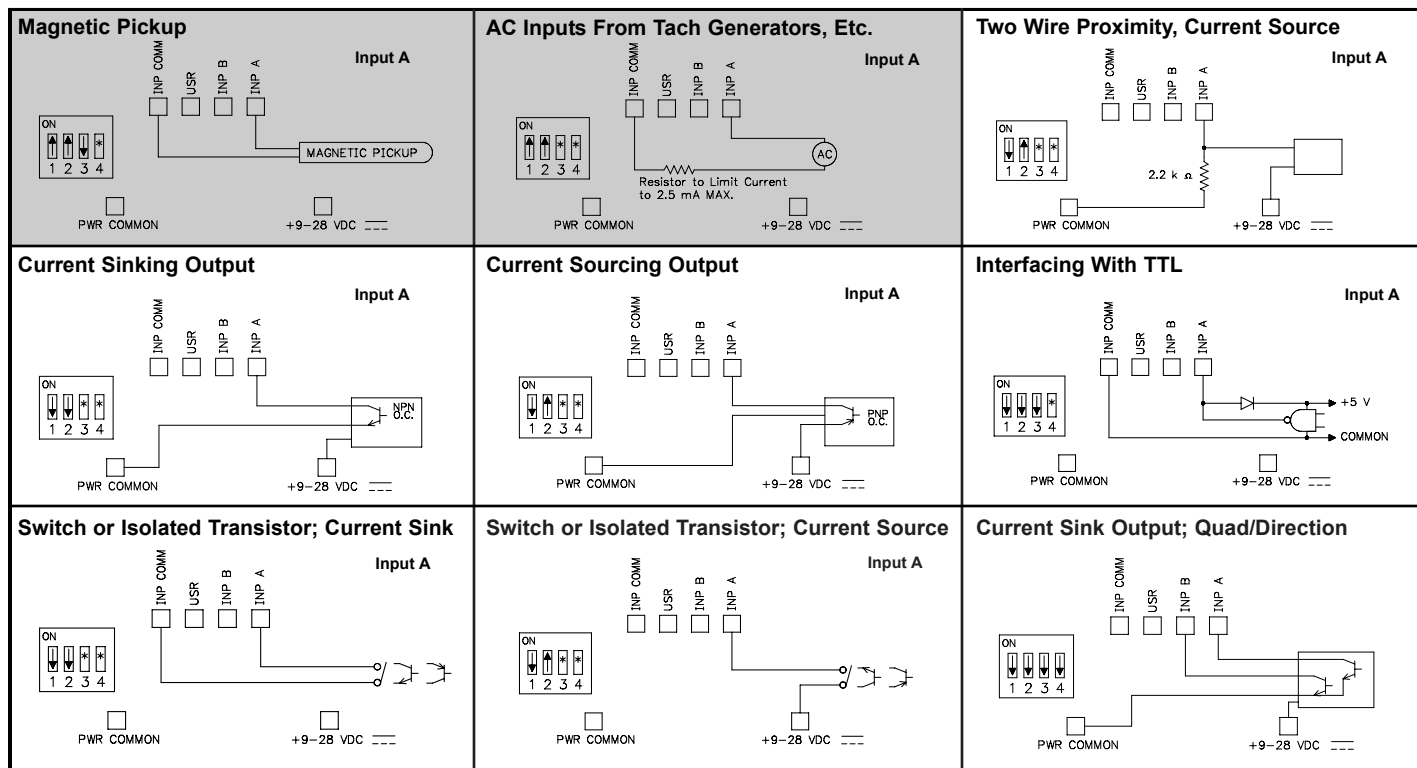 Magnetic Pickup
Input A
INP COMM
USR
INP B
INP A
ON
* 
1 2 3 4
MAGNETIC PICKUP
PWR COMMON
+9-28 VDC
AC Inputs From Tach Generators, Etc.
Input A
INP COMM
USR
INP B
INP A
ON
* *
1 2 3 4
AC
Resistor to Limit Current
to 2.5 mA MAX.
PWR COMMON
+9-28 VDC
Two Wire Proximity, Current Source
Input A
INP COMM
USR
INP B
INP A
ON
* *
1 2 3 4
2.2 k Ω
PWR COMMON
+9-28 VDC
Current Sinking Output
Input A
INP COMM
USR
INP B
INP A
ON
* *
1 2 3 4
NPN
O.C.
PWR COMMON
+9-28 VDC
Current Sourcing Output
Input A
INP COMM
USR
INP B
INP A
ON
* *
1 2 3 4
PNP
O.C.
PWR COMMON
+9-28 VDC
Interfacing With TTL
Input A
INP COMM
USR
INP B
INP A
ON
*
1 2 3 4
+5 V
COMMON
PWR COMMON
+9-28 VDC
Switch or Isolated Transistor; Current Sink
Input A
INP COMM
USR
INP B
INP A
ON
* *
1 2 3 4
PWR COMMON
+9-28 VDC
Switch or Isolated Transistor; Current Source
Input A
INP COMM
USR
INP B
INP A
ON
* *
1 2 3 4
PWR COMMON
+9-28 VDC
Current Sink Output; Quad/Direction
INP COMM
USR
INP B
INP A
ON
1 2 3 4
PWR COMMON
+9-28 VDC